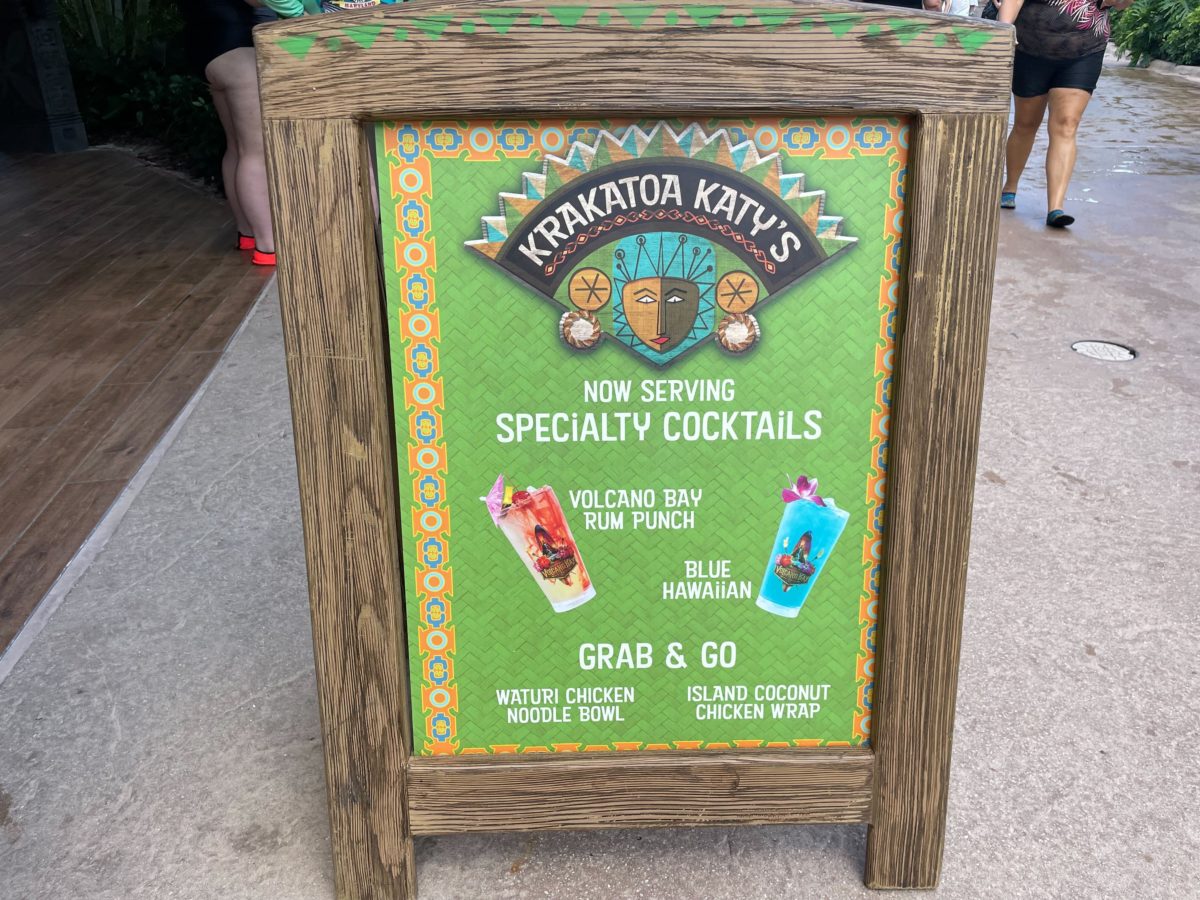 KRAKATOA KATY'S
NOW SERVING
SPECiALTY COCKTAiLS
VOLCANO BAY
RUM PUNCH
BLUE
HAWAiiAN
GRAB & GO
WATURI CHICKEN
NOODLE BOWL
ISLAND COCONUT
CHICKEN WRAP